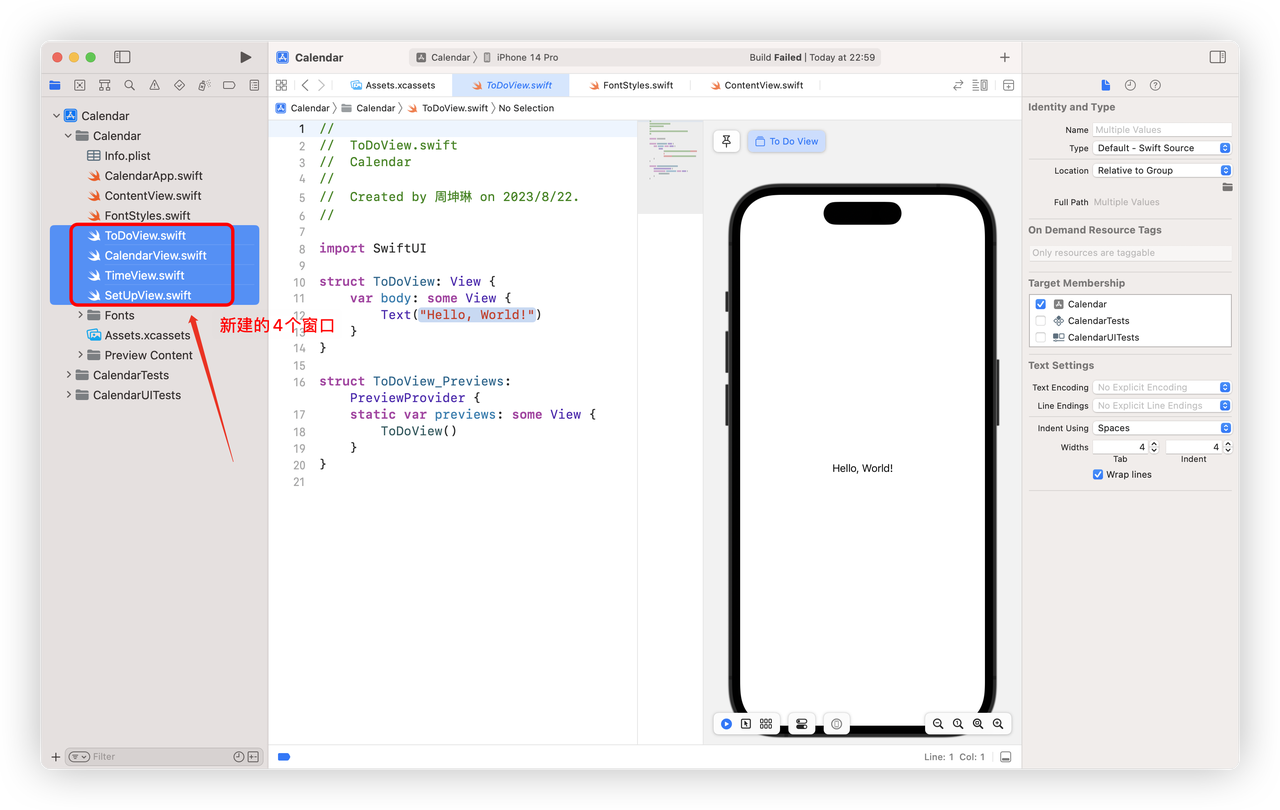 Calendar
Calendar
iPhone 14 Pro
Build Failed | Today at 22:59
Assets.xcassets
ToDoView.swift
FontStyles.swift
ContentView.swift
Calendar
Calendar
ToDoView.swift
No Selection
Calendar
Calendar
Info.plist
CalendarApp.swift
ContentView.swift
FontStyles.swift
ToDoView.swift
CalendarView.swift
TimeView.swift
SetUpView.swift
Fonts
Assets.xcassets
Preview Content
CalendarTests
CalendarUITests
新建的4个窗口
Filter
1 //
2 // ToDoView.swift
3 // Calendar
4 //
5 // Created by 周坤琳 on 2023/8/22.
6 //
7
8 import SwiftUI
9
10 struct ToDoView: View {
11 var body: some View {
12 Text("Hello, World!")
13 }
14 }
15
16 struct ToDoView_Previews:
PreviewProvider {
17 static var previews: some View {
18 ToDoView()
19 }
20 }
21
To Do View
Hello, World!
Line: 1 Col: 1
Identity and Type
Name Multiple Values
Type Default - Swift Source
Location Relative to Group
Full Path Multiple Values
On Demand Resource Tags
Only resources are taggable
Target Membership
Calendar
CalendarTests
CalendarUITests
Text Settings
Text Encoding No Explicit Encoding
Line Endings No Explicit Line Endings
Indent Using Spaces
Widths 4 4
Tab Indent
Wrap lines